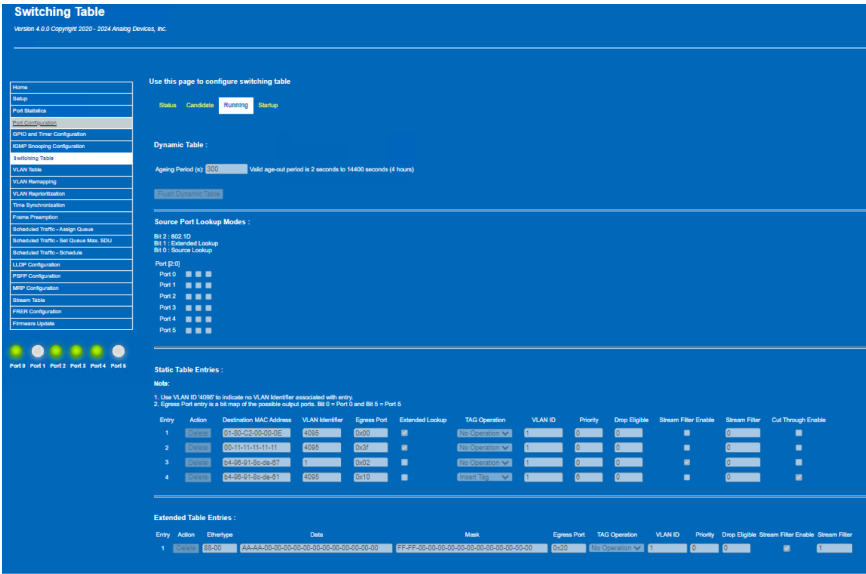 Switching Table
Version 4.0.0 Copyright 2020 - 2024 Analog Devices, Inc.
Home
Setup
Port Statistics
Port Configuration
GPIO and Timer Configuration
IGMP Snooping Configuration
Switching Table
VLAN Table
VLAN Remapping
VLAN Reprioritization
Time Synchronization
Frame Preemption
Scheduled Traffic - Assign Queue
Scheduled Traffic - Set Queue Max. SDU
Scheduled Traffic - Schedule
LLDP Configuration
PSFP Configuration
MRP Configuration
Stream Table
FRER Configuration
Firmware Update
Port 0 Port 1 Port 2 Port 3 Port 4 Port 5
Use this page to configure switching table
Status Candidate Running Startup
Dynamic Table :
Ageing Period (s): 300 Valid age-out period is 2 seconds to 14400 seconds (4 hours)
Flush Dynamic Table
Source Port Lookup Modes :
Bit 2 : 802.1D
Bit 1 : Extended Lookup
Bit 0 : Source Lookup
Port [2:0]
Port 0
Port 1
Port 2
Port 3
Port 4
Port 5
Static Table Entries :
Note:
1. Use VLAN ID '4095' to indicate no VLAN Identifier associated with entry.
2. Egress Port entry is a bit map of the possible output ports. Bit 0 = Port 0 and Bit 5 = Port 5
Entry Action Destination MAC Address VLAN Identifier Egress Port Extended Lookup TAG Operation VLAN ID Priority Drop Eligible Stream Filter Enable Stream Filter Cut Through Enable
1 Delete 01-80-C2-00-00-0E 4095 0x00 No Operation 1 0 0 0
2 Delete 00-11-11-11-11-11 4095 0x3f No Operation 1 0 0 0
3 Delete b4-96-91-8c-de-67 1 0x02 No Operation 1 0 0 0
4 Delete b4-96-91-8c-de-61 4095 0x10 Insert Tag 1 6 0 0
Extended Table Entries :
Entry Action Ethertype Data Mask Egress Port TAG Operation VLAN ID Priority Drop Eligible Stream Filter Enable Stream Filter
1 Delete 88-00 AA-AA-00-00-00-00-00-00-00-00-00-00-00-00 FF-FF-00-00-00-00-00-00-00-00-00-00-00-00 0x20 No Operation 1 0 0 1